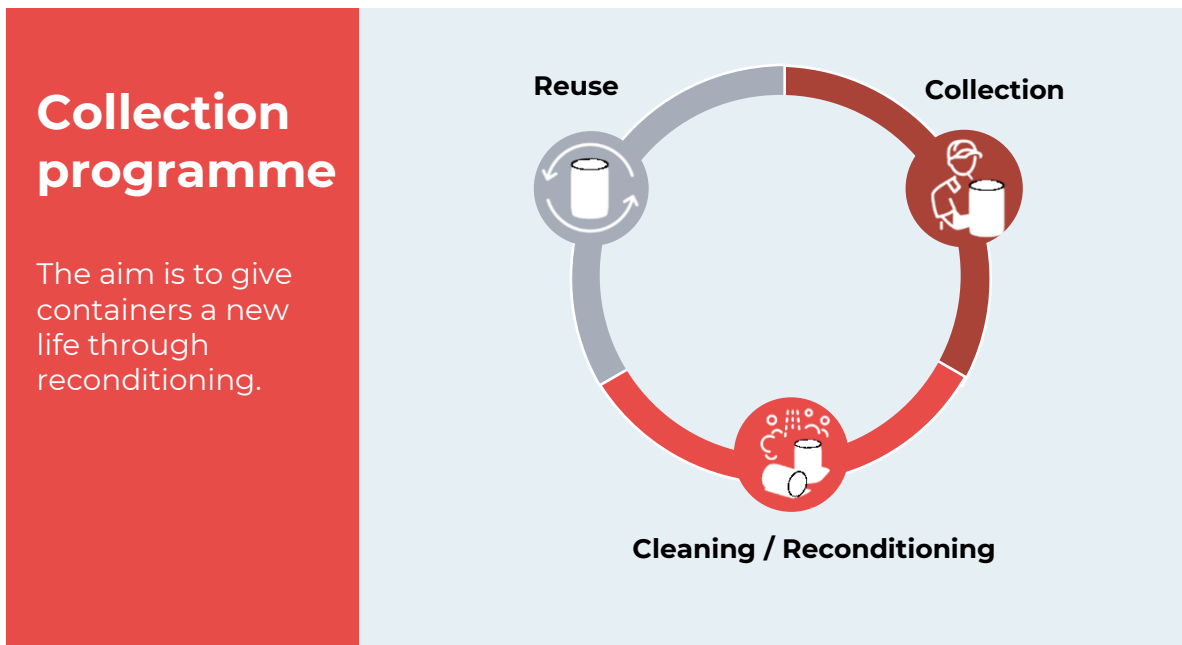 Collection
programme
The aim is to give
containers a new
life through
reconditioning.
Reuse
Collection
Cleaning / Reconditioning